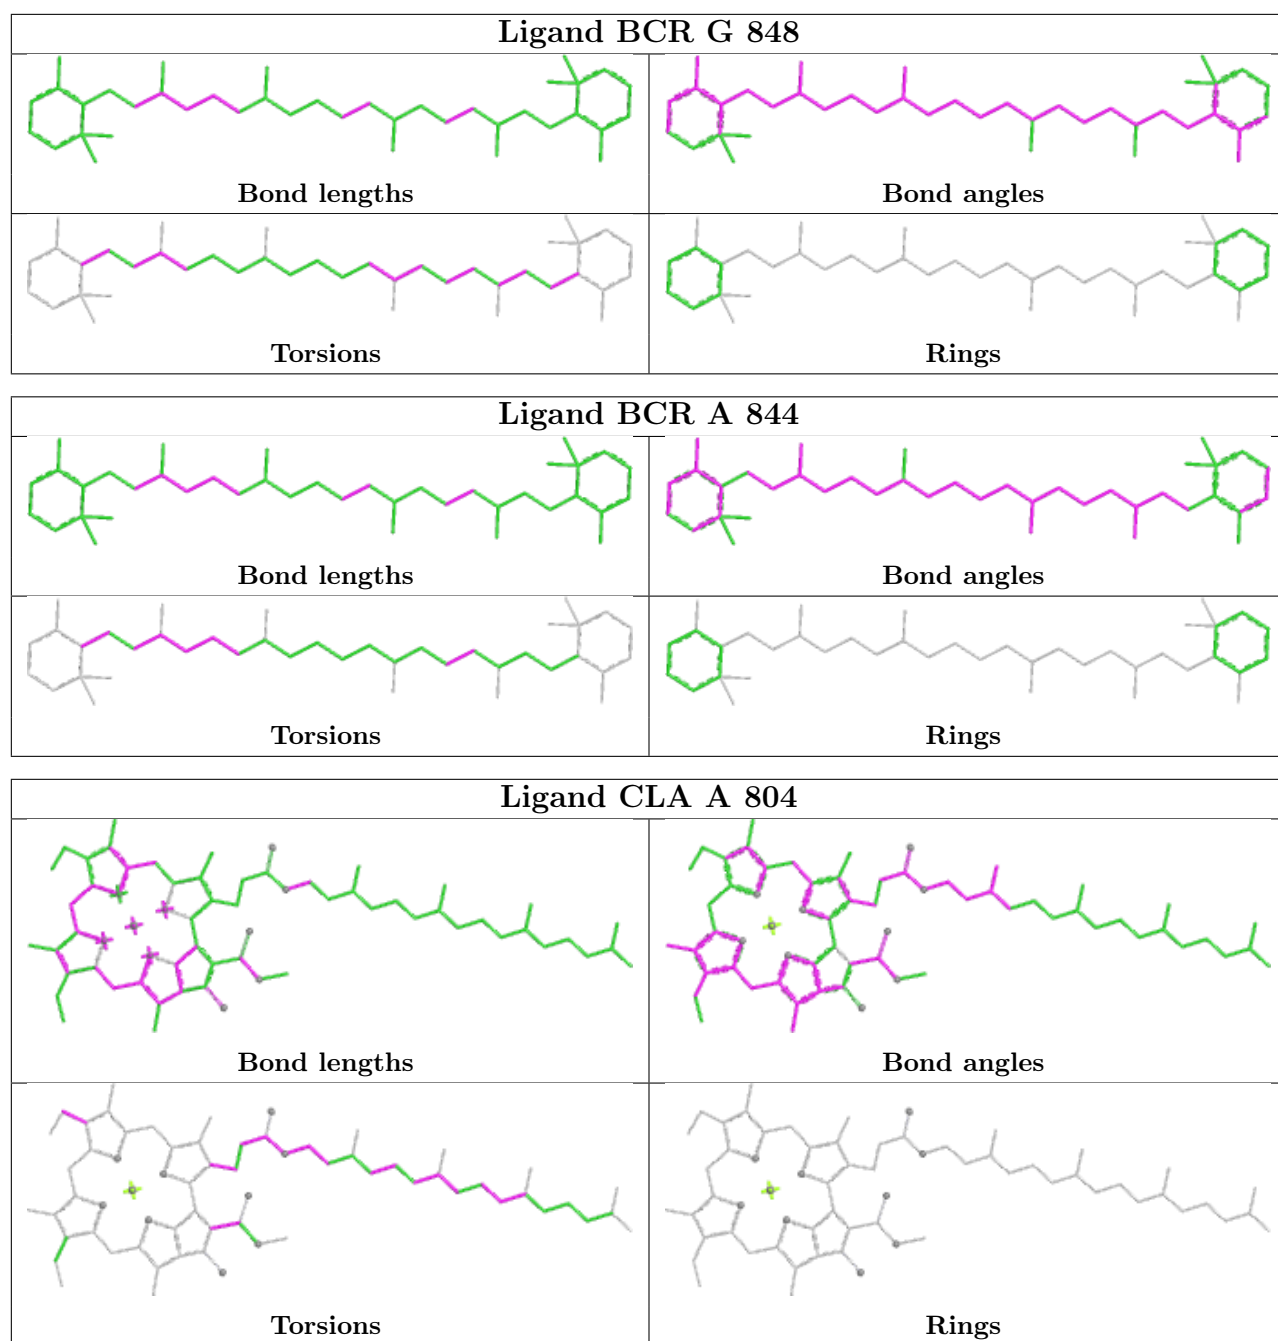 Ligand BCR G 848
Bond lengths
Bond angles
Torsions
Rings
Ligand BCR A 844
Bond lengths
Bond angles
Torsions
Rings
Ligand CLA A 804
Bond lengths
Bond angles
Torsions
Rings